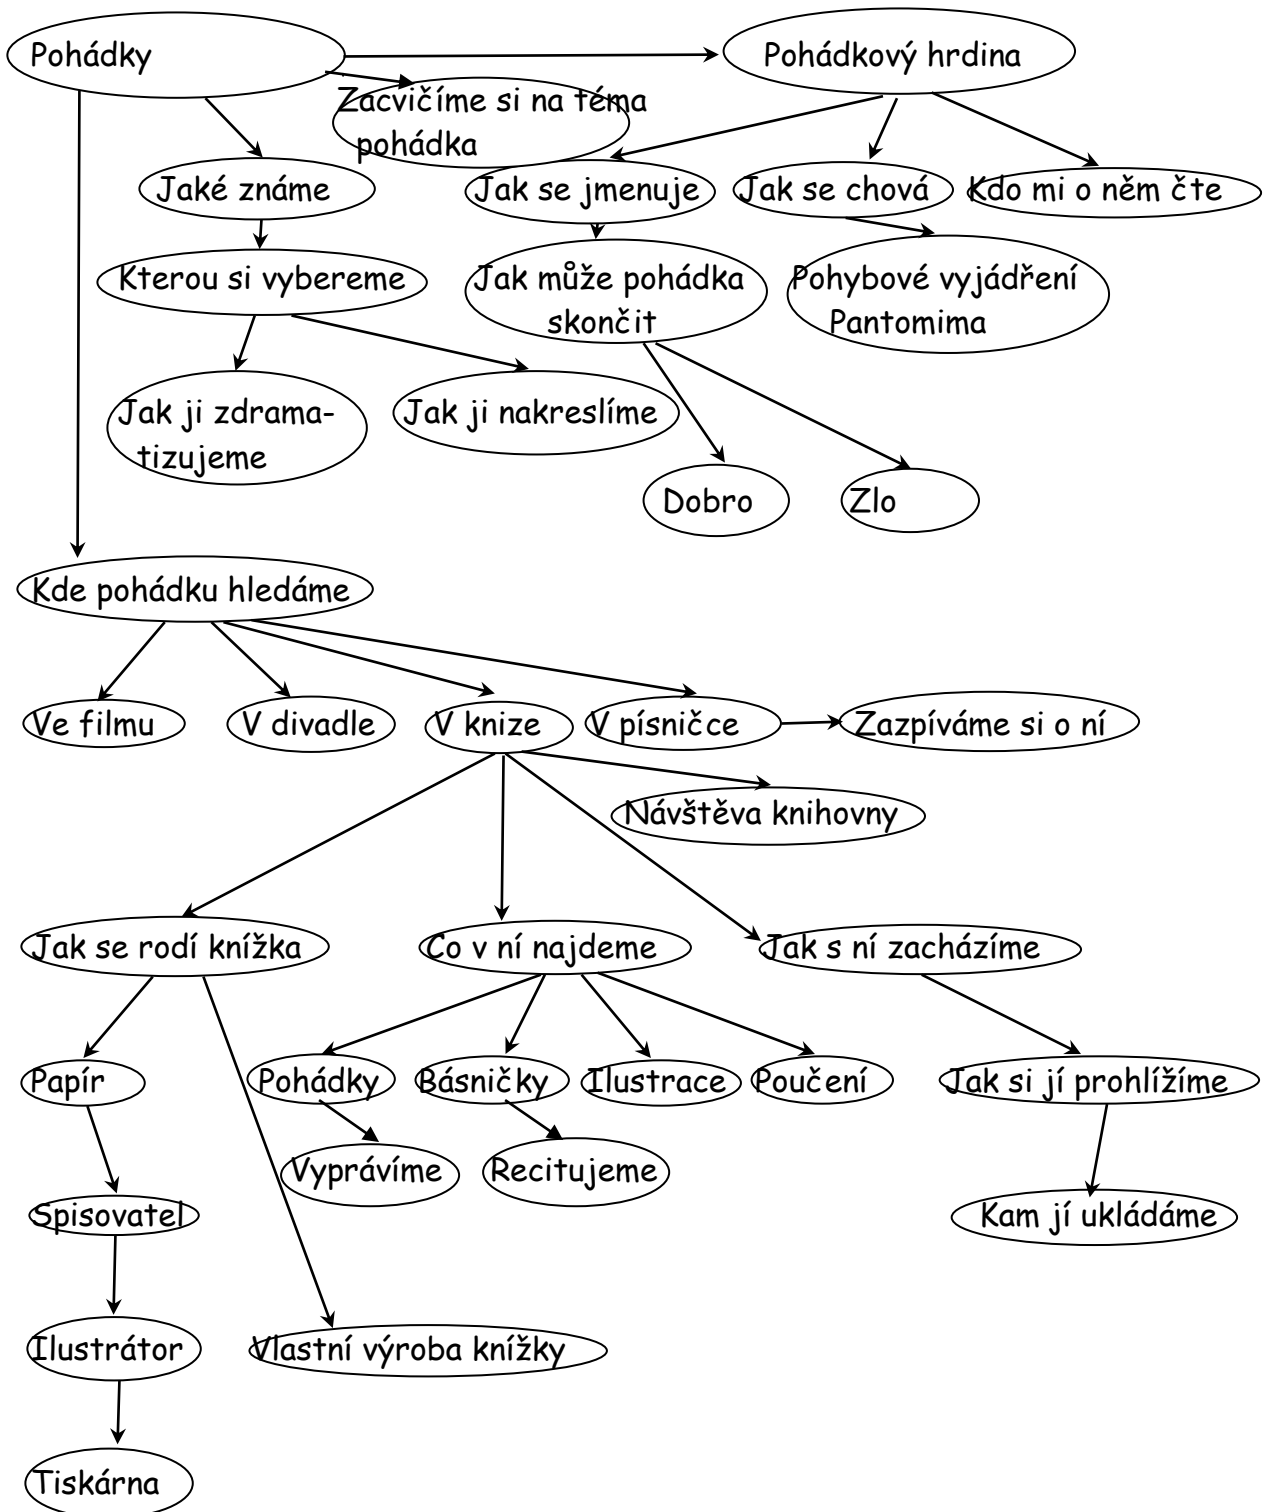 Pohádky
Pohádkový hrdina
Zacvičíme si na téma
pohádka
Jaké známe
Jak se jmenuje
Jak se chová
Kdo mi o něm čte
Kterou si vybereme
Jak může pohádka
skončit
Pohybové vyjádření
Pantomima
Jak ji zdrama-
tizujeme
Jak ji nakreslíme
Dobro
Zlo
Kde pohádku hledáme
Ve filmu
V divadle
V knize
V písničce
Zazpíváme si o ní
Návštěva knihovny
Jak se rodí knížka
Co v ní najdeme
Jak s ní zacházíme
Papír
Pohádky
Básničky
Ilustrace
Poučení
Jak si jí prohlížíme
Vyprávíme
Recitujeme
Spisovatel
Kam jí ukládáme
Ilustrátor
Vlastní výroba knížky
Tiskárna